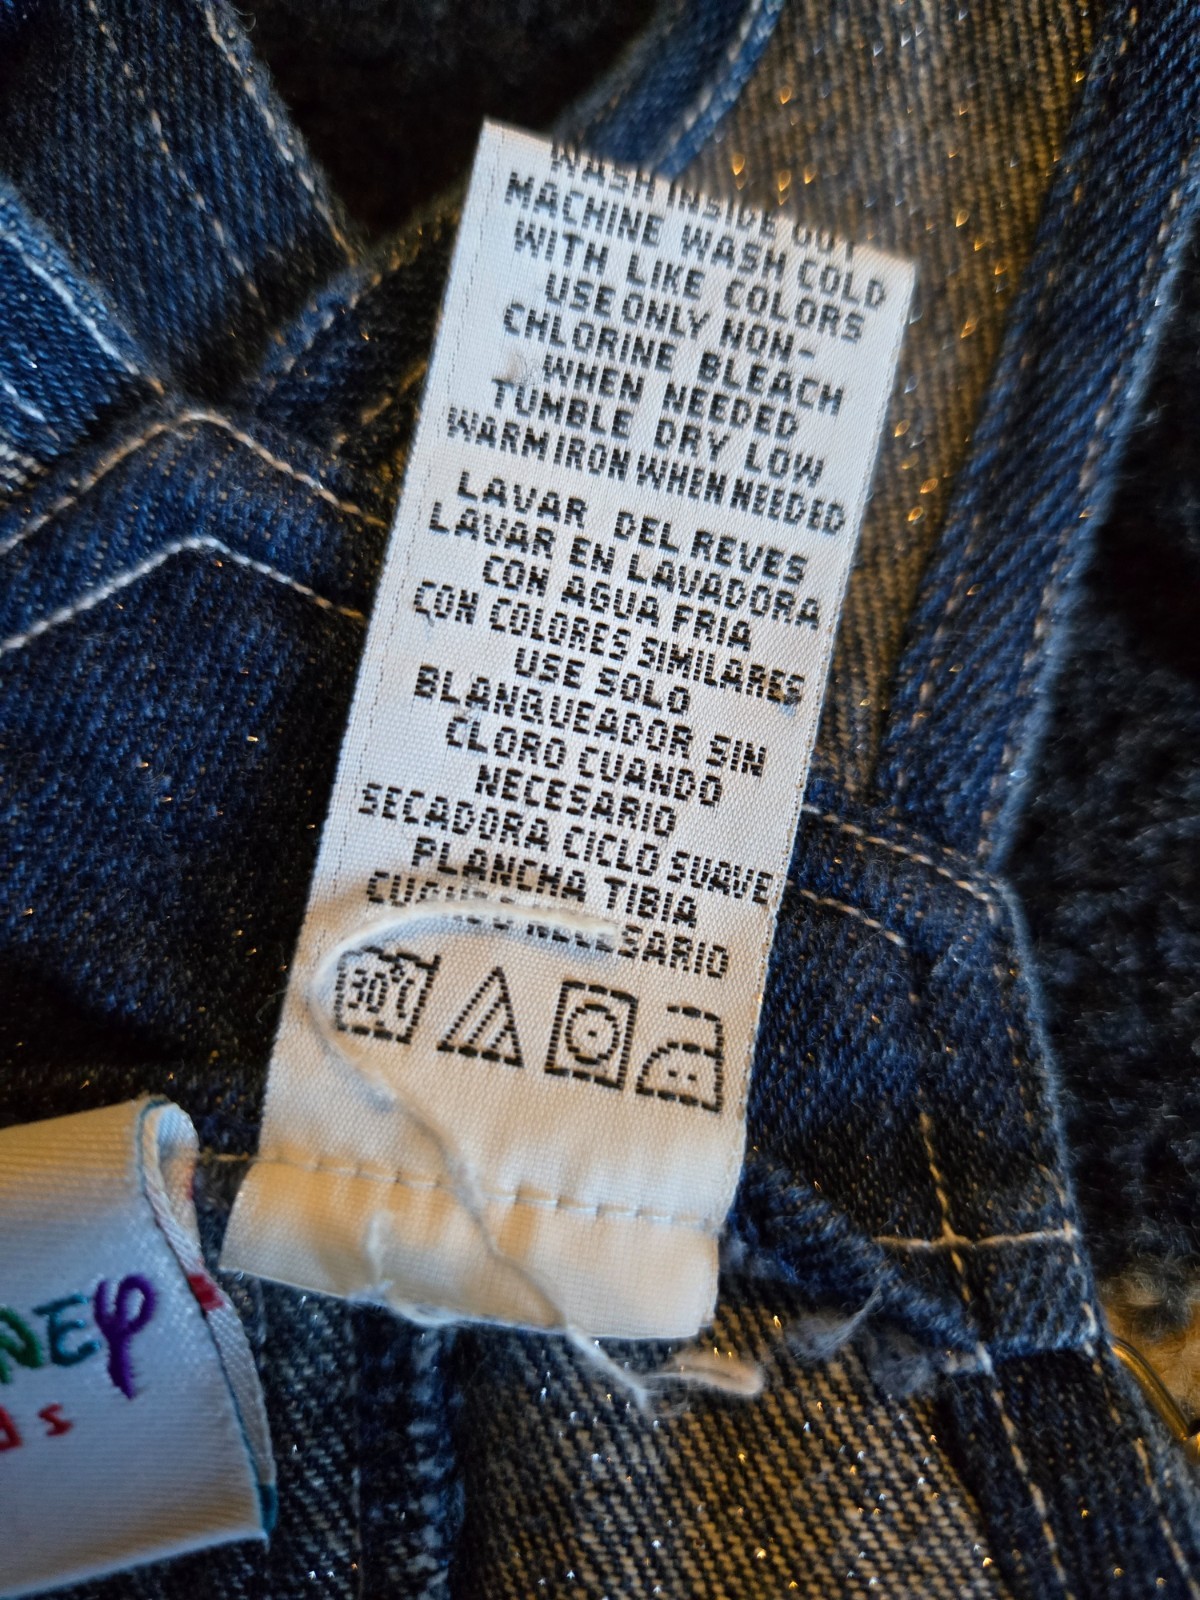 WASH INSIDE OUT
MACHINE WASH COLD
WITH LIKE COLORS
USE ONLY NON-
CHLORINE BLEACH
WHEN NEEDED
TUMBLE DRY LOW
WARM IRON WHEN NEEDED
LAVAR DEL REVES
LAVAR EN LAVADORA
CON AGUA FRIA
CON COLORES SIMILARES
USE SOLO
BLANQUEADOR SIN
CLORO CUANDO
NECESARIO
SECADORA CICLO SUAVE
PLANCHA TIBIA
CUANDO NECESARIO
30°C